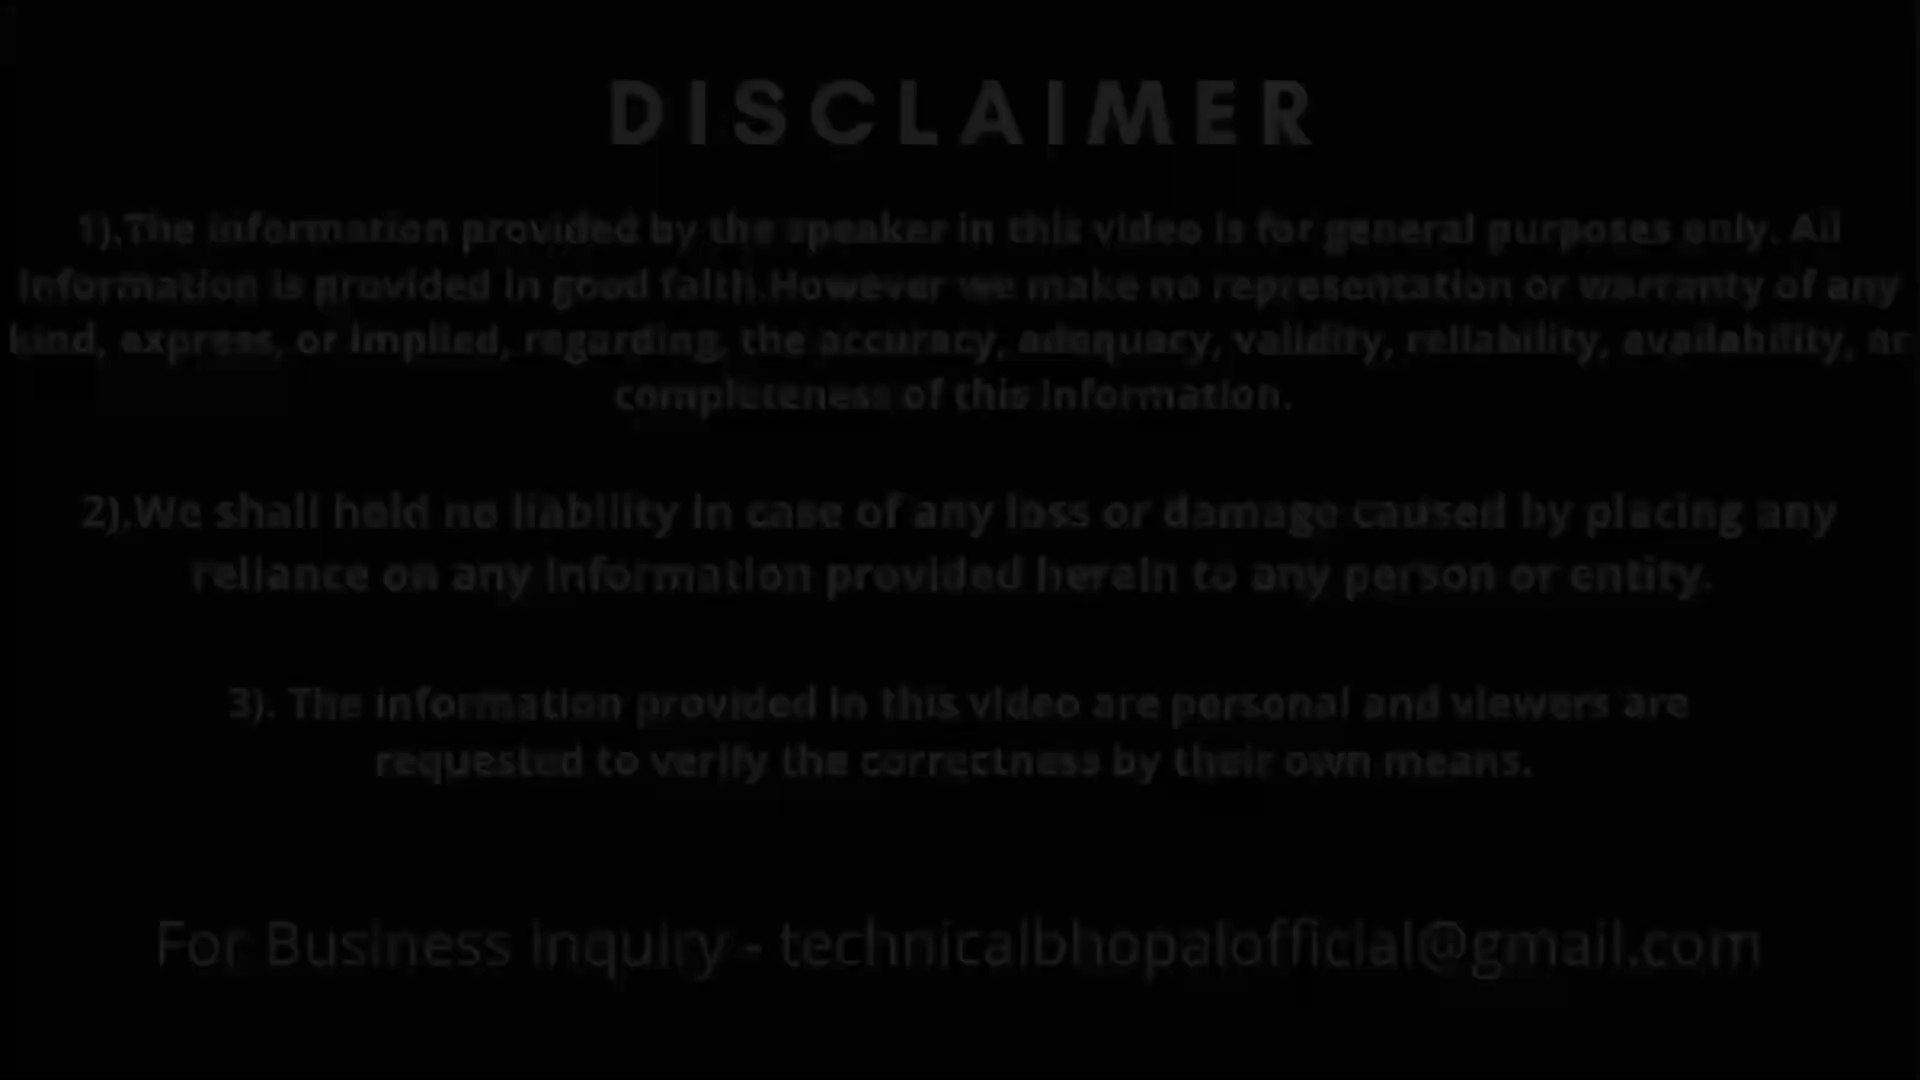 DISCLAIMER
1).The information provided by the speaker in this video is for general purposes only. All
information is provided in good faith.However we make no representation or warranty of any
kind, express, or implied, regarding, the accuracy, adequacy, validity, reliability, availability, or
completeness of this information.
2).We shall hold no liability in case of any loss or damage caused by placing any
reliance on any information provided herein to any person or entity.
3). The information provided in this video are personal and viewers are
requested to verify the correctness by their own means.
For Business inquiry - technicalbhopalofficial@gmail.com